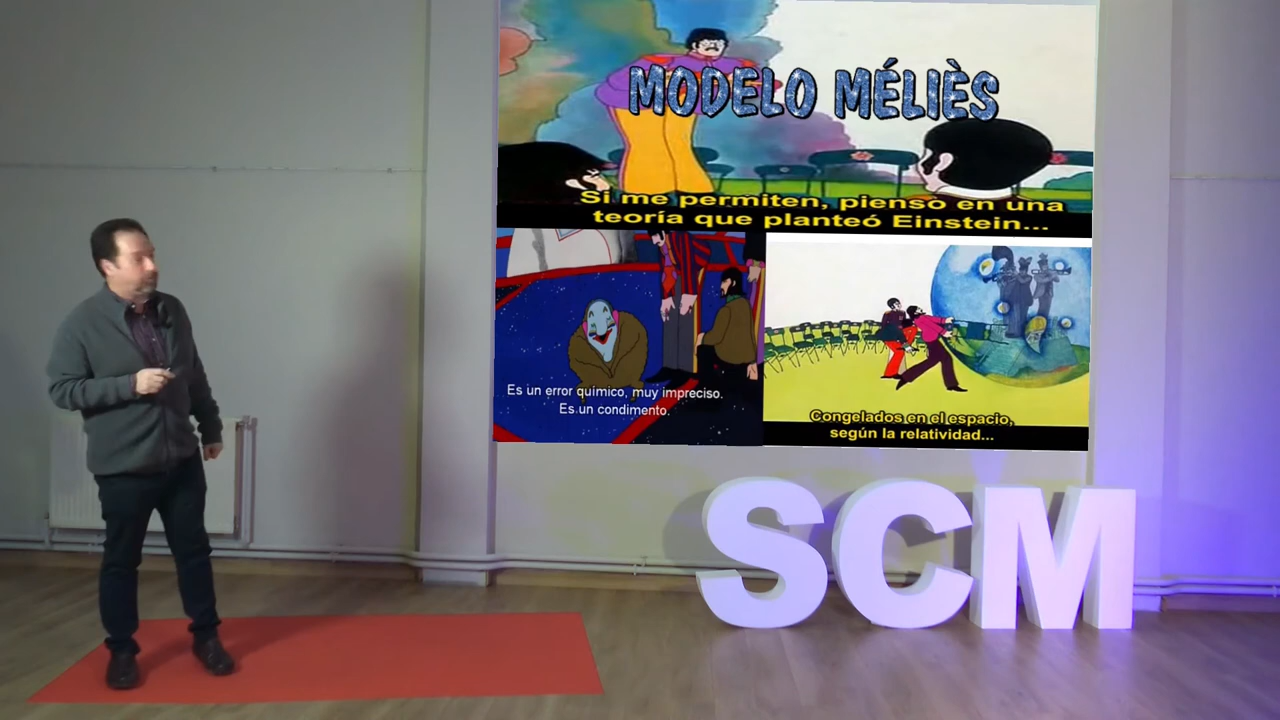 MODELO MÉLIÈS
Si me permiten, pienso en una
teoría que planteó Einstein...
Es un error químico, muy impreciso.
Es un condimento.
Congelados en el espacio,
según la relatividad...
SCM